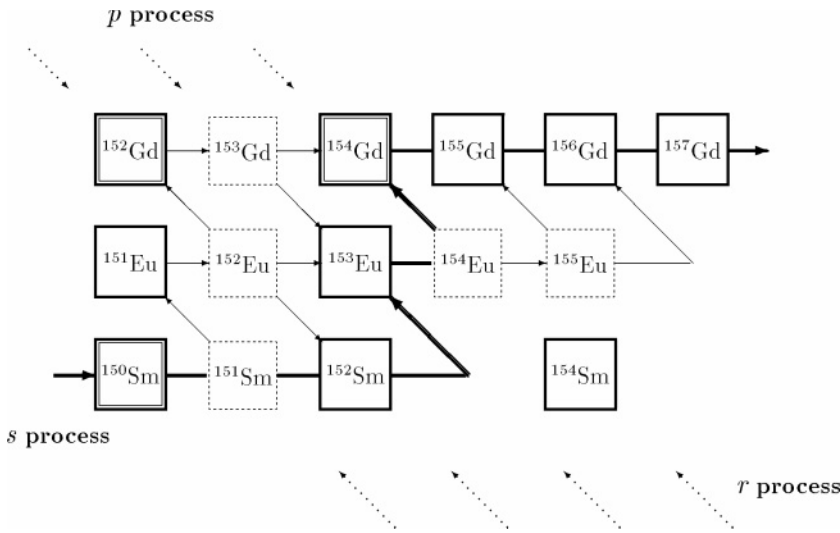 p process
¹⁵²Gd ¹⁵³Gd ¹⁵⁴Gd ¹⁵⁵Gd ¹⁵⁶Gd ¹⁵⁷Gd
¹⁵¹Eu ¹⁵²Eu ¹⁵³Eu ¹⁵⁴Eu ¹⁵⁵Eu
¹⁵⁰Sm ¹⁵¹Sm ¹⁵²Sm ¹⁵⁴Sm
s process
r process